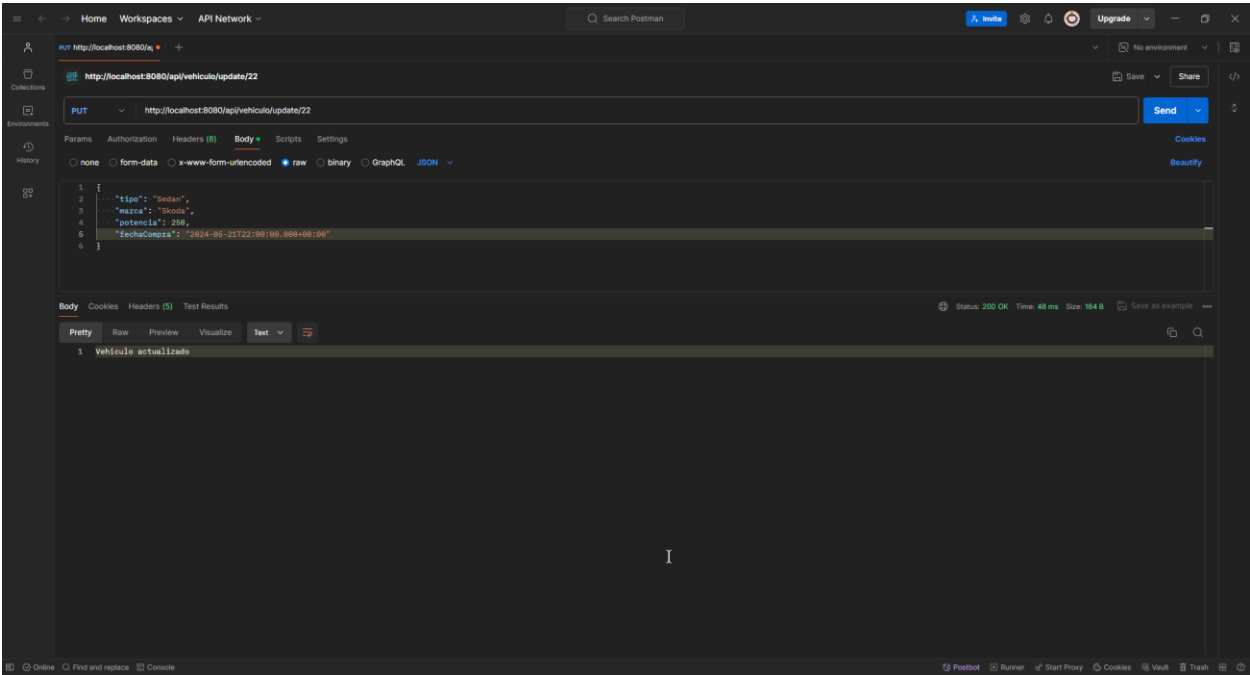 Home Workspaces API Network Search Postman Invite Upgrade
PUT http://localhost:8080/a No environment
http://localhost:8080/api/vehiculo/update/22 Save Share
PUT http://localhost:8080/api/vehiculo/update/22 Send
Params Authorization Headers (8) Body Scripts Settings Cookies
none form-data x-www-form-urlencoded raw binary GraphQL JSON Beautify
1 {
2 "tipo": "Sedan",
3 "marca": "Skoda",
4 "potencia": 250,
5 "fechaCompra": "2024-05-21T22:00:00.000+00:00"
6 }
Collections
Environments
History
Body Cookies Headers (5) Test Results Status: 200 OK Time: 48 ms Size: 184 B Save as example
Pretty Raw Preview Visualize Text
1 Vehiculo actualizado
Online Find and replace Console Postbot Runner Start Proxy Cookies Vault Trash